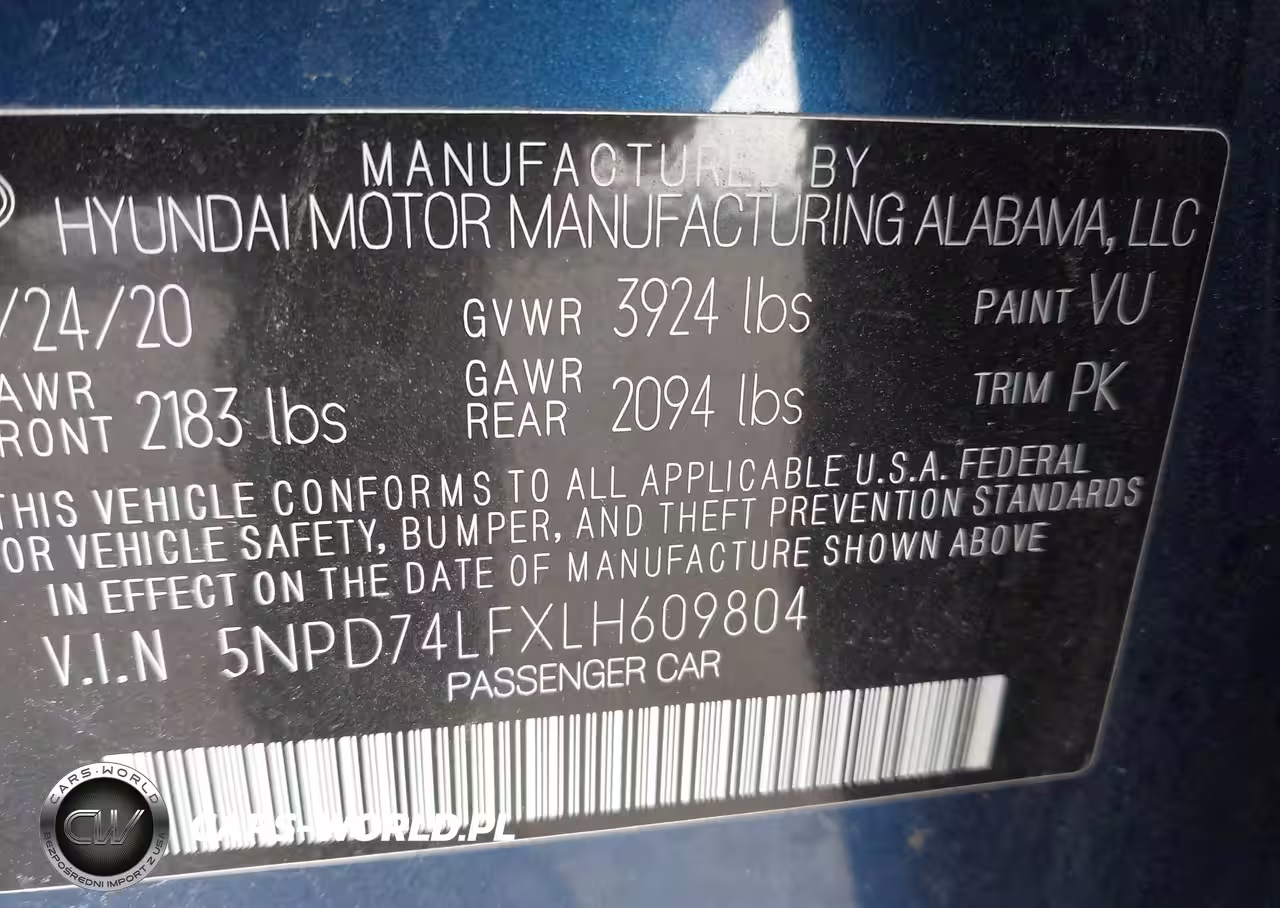 MANUFACTURED BY
HYUNDAI MOTOR MANUFACTURING ALABAMA, LLC
/24/20 GVWR 3924 lbs PAINT VU
AWR FRONT 2183 lbs GAWR REAR 2094 lbs TRIM PK
THIS VEHICLE CONFORMS TO ALL APPLICABLE U.S.A. FEDERAL
OR VEHICLE SAFETY, BUMPER, AND THEFT PREVENTION STANDARDS
IN EFFECT ON THE DATE OF MANUFACTURE SHOWN ABOVE
V.I.N 5NPD74LFXLH609804
PASSENGER CAR
CARS-WORLD
CW
BEZPOŚREDNI IMPORT Z USA
CARS-WORLD.PL